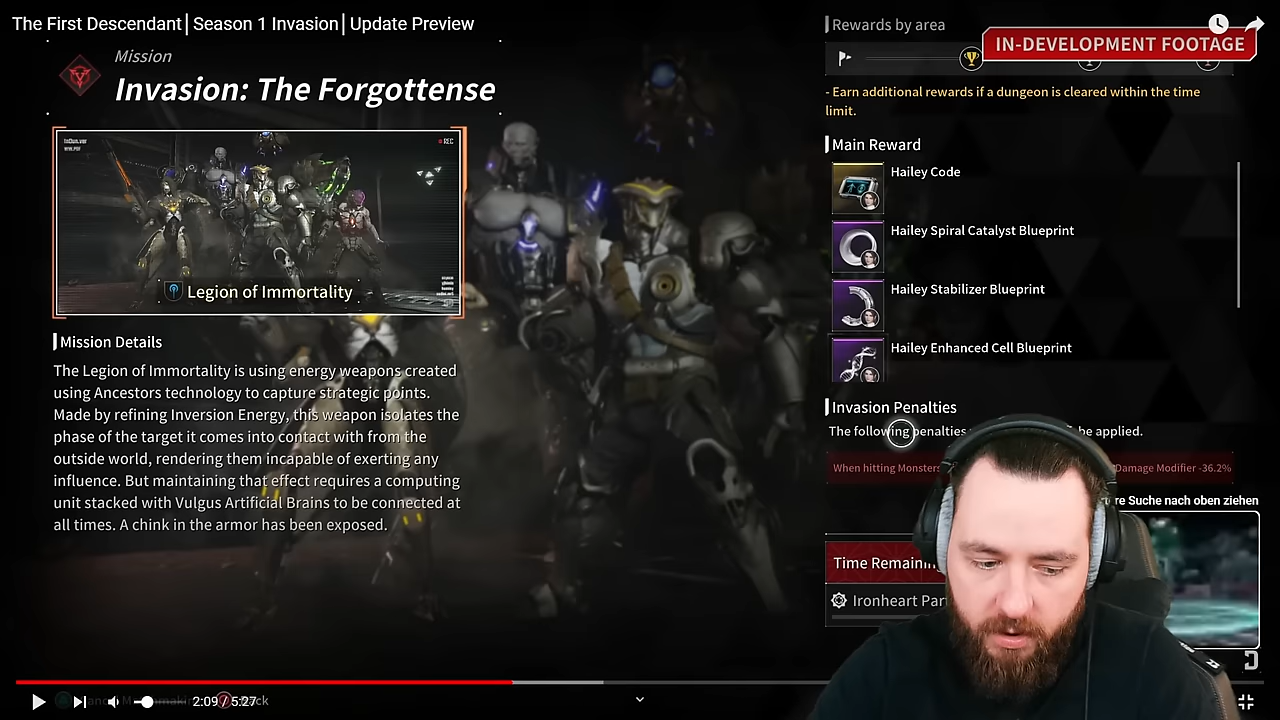 The First Descendant│Season 1 Invasion│Update Preview
Mission
Invasion: The Forgottense
REC
Legion of Immortality
Mission Details
The Legion of Immortality is using energy weapons created
using Ancestors technology to capture strategic points.
Made by refining Inversion Energy, this weapon isolates the
phase of the target it comes into contact with from the
outside world, rendering them incapable of exerting any
influence. But maintaining that effect requires a computing
unit stacked with Vulgus Artificial Brains to be connected at
all times. A chink in the armor has been exposed.
Rewards by area
IN-DEVELOPMENT FOOTAGE
- Earn additional rewards if a dungeon is cleared within the time
limit.
Main Reward
Hailey Code
Hailey Spiral Catalyst Blueprint
Hailey Stabilizer Blueprint
Hailey Enhanced Cell Blueprint
Invasion Penalties
The following penalties be applied.
When hitting Monsters Damage Modifier -36.2%
re Suche nach oben ziehen
Time Remaining
Ironheart Par
2:09 / 5:27